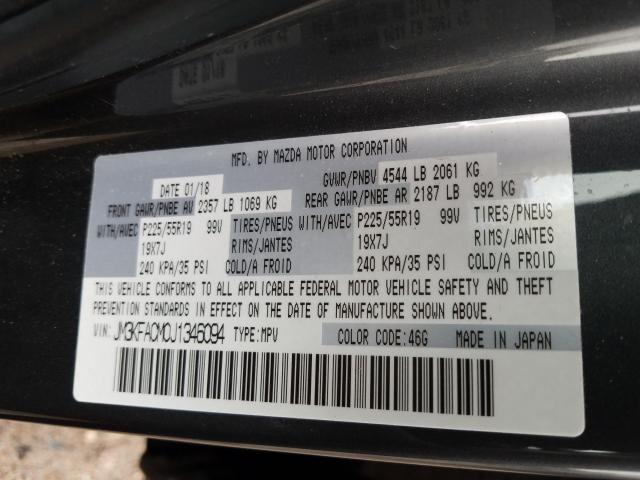 MFD. BY MAZDA MOTOR CORPORATION
DATE 01/18 GVWR/PNBV 4544 LB 2061 KG
FRONT GAWR/PNBE AV 2357 LB 1069 KG REAR GAWR/PNBE AR 2187 LB 992 KG
WITH/AVEC P225/55R19 99V TIRES/PNEUS WITH/AVEC P225/55R19 99V TIRES/PNEUS
19X7J RIMS/JANTES 19X7J RIMS/JANTES
240 KPA/35 PSI COLD/A FROID 240 KPA/35 PSI COLD/A FROID
THIS VEHICLE CONFORMS TO ALL APPLICABLE FEDERAL MOTOR VEHICLE SAFETY AND THEFT
PREVENTION STANDARDS IN EFFECT ON THE DATE OF MANUFACTURE SHOWN ABOVE.
VIN: JM3KFACM0J1346094 TYPE:MPV COLOR CODE:46G MADE IN JAPAN